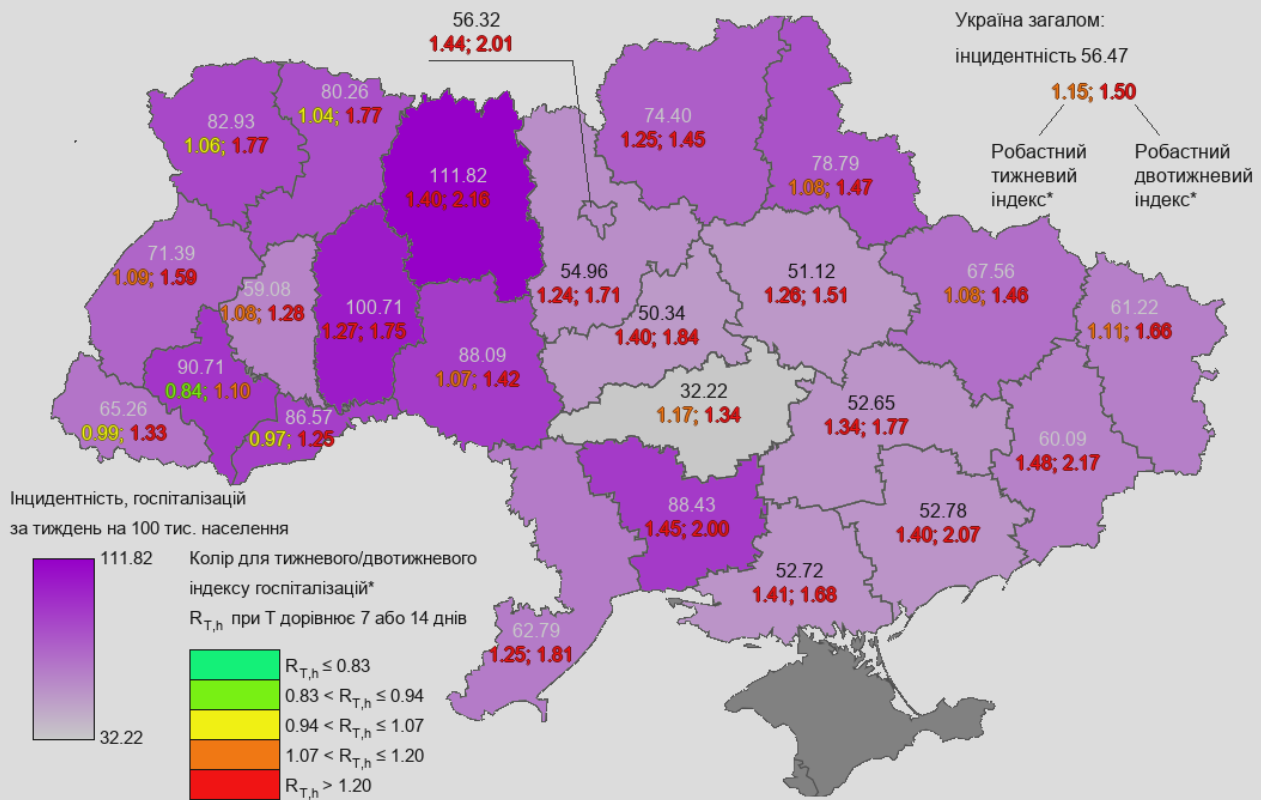 56.32
1.44; 2.01
Україна загалом:
інцидентність 56.47
1.15; 1.50
Робастний
тижневий
індекс*
Робастний
двотижневий
індекс*
82.93
1.06; 1.77
80.26
1.04; 1.77
111.82
1.40; 2.16
74.40
1.25; 1.45
78.79
1.08; 1.47
71.39
1.09; 1.59
59.08
1.08; 1.28
100.71
1.27; 1.75
54.96
1.24; 1.71
50.34
1.40; 1.84
51.12
1.26; 1.51
67.56
1.08; 1.46
61.22
1.11; 1.66
90.71
0.84; 1.10
88.09
1.07; 1.42
32.22
1.17; 1.34
52.65
1.34; 1.77
65.26
0.99; 1.33
86.57
0.97; 1.25
60.09
1.48; 2.17
88.43
1.45; 2.00
52.78
1.40; 2.07
52.72
1.41; 1.68
62.79
1.25; 1.81
Інцидентність, госпіталізацій
за тиждень на 100 тис. населення
111.82
32.22
Колір для тижневого/двотижневого
індексу госпіталізацій*
R T,h при T дорівнює 7 або 14 днів
R T,h ≤ 0.83
0.83 < R T,h ≤ 0.94
0.94 < R T,h ≤ 1.07
1.07 < R T,h ≤ 1.20
R T,h > 1.20